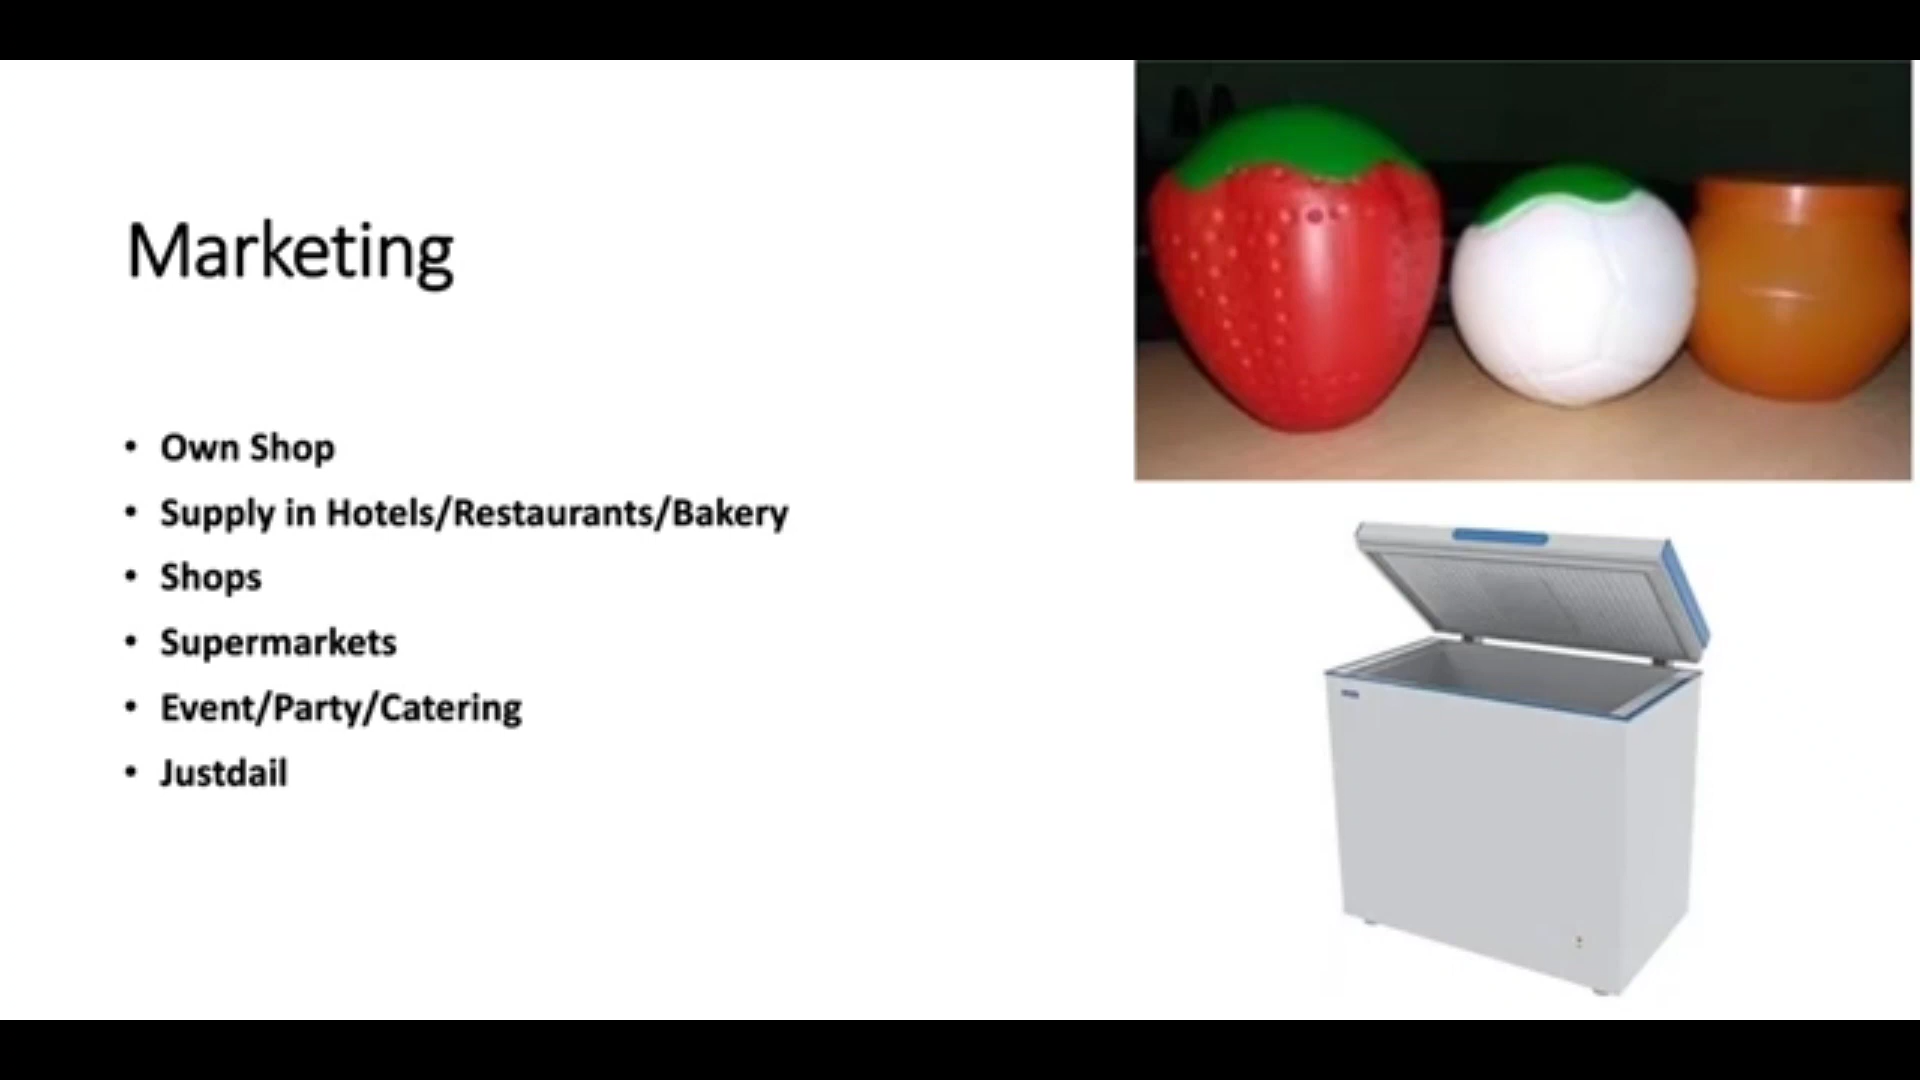 Marketing
• Own Shop
• Supply in Hotels/Restaurants/Bakery
• Shops
• Supermarkets
• Event/Party/Catering
• Justdail